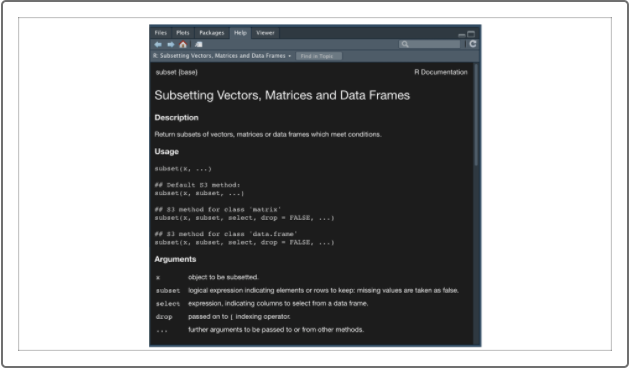 Files Plots Packages Help Viewer
R: Subsetting Vectors, Matrices and Data Frames Find in Topic
subset {base} R Documentation
Subsetting Vectors, Matrices and Data Frames
Description
Return subsets of vectors, matrices or data frames which meet conditions.
Usage
subset(x, ...)
## Default S3 method:
subset(x, subset, ...)
## S3 method for class 'matrix'
subset(x, subset, select, drop = FALSE, ...)
## S3 method for class 'data.frame'
subset(x, subset, select, drop = FALSE, ...)
Arguments
x object to be subsetted.
subset logical expression indicating elements or rows to keep: missing values are taken as false.
select expression, indicating columns to select from a data frame.
drop passed on to [ indexing operator.
... further arguments to be passed to or from other methods.